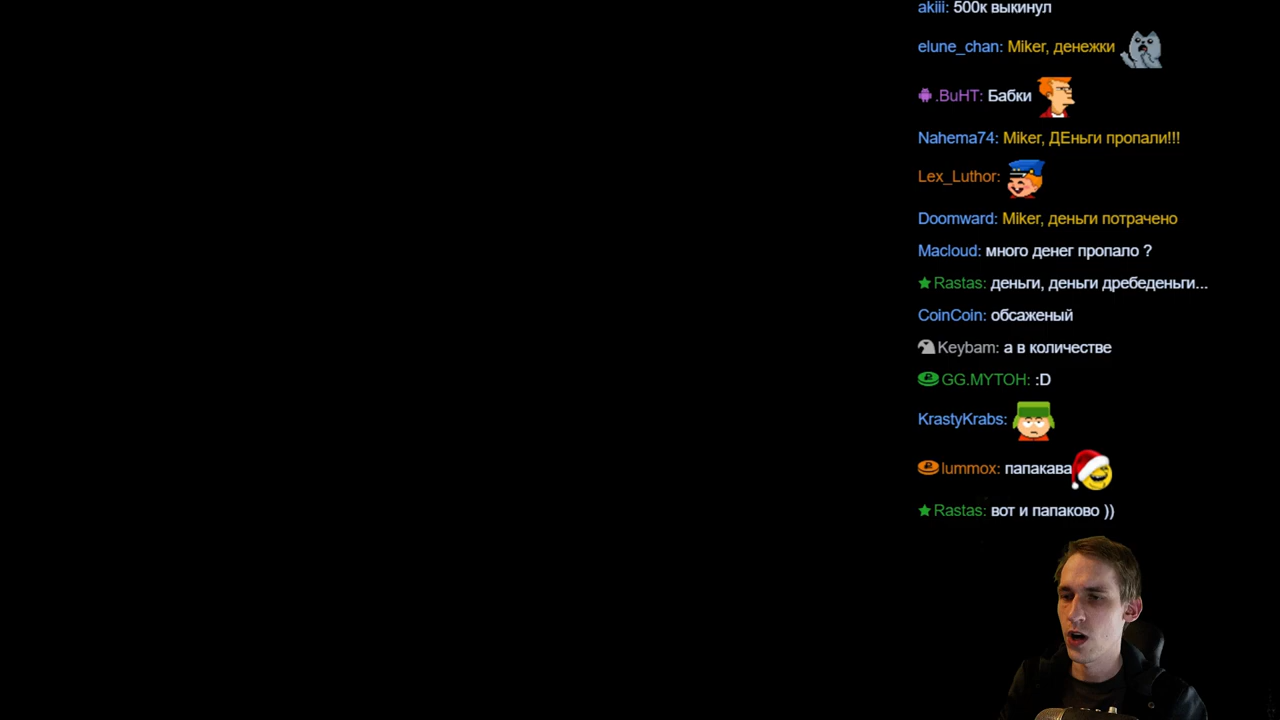 akiii: 500к выкинул
elune_chan: Miker, денежки
.BuHT: Бабки
Nahema74: Miker, ДЕньги пропали!!!
Lex_Luthor:
Doomward: Miker, деньги потрачено
Macloud: много денег пропало ?
Rastas: деньги, деньги дребеденьги...
CoinCoin: обсаженый
Keybam: а в количестве
GG.MYTOH: :D
KrastyKrabs:
lummox: папакава
Rastas: вот и папаково ))